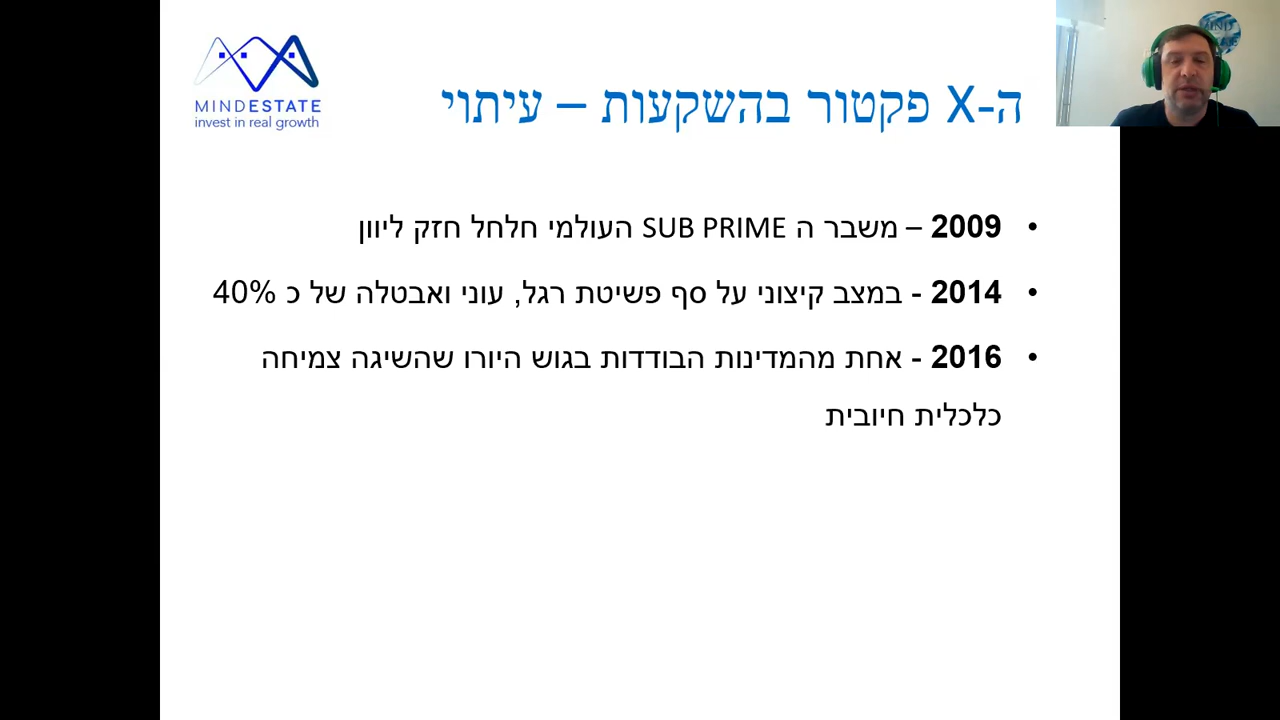 MINDESTATE
invest in real growth
ה-X פקטור בהשקעות – עיתוי
• 2009 – משבר ה SUB PRIME העולמי חלחל חזק ליוון
• 2014 - במצב קיצוני על סף פשיטת רגל, עוני ואבטלה של כ 40%
• 2016 - אחת מהמדינות הבודדות בגוש היורו שהשיגה צמיחה
כלכלית חיובית